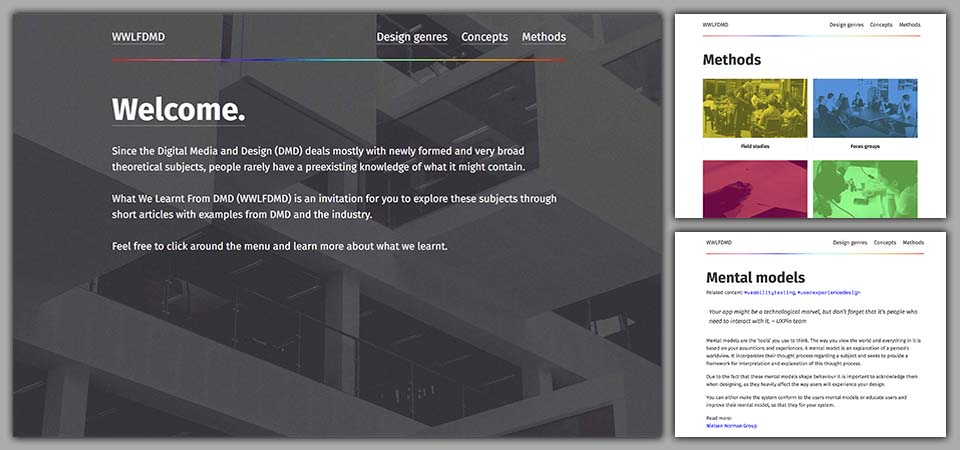 WWLFDMD
Design genres Concepts Methods
Welcome.
Since the Digital Media and Design (DMD) deals mostly with newly formed and very broad
theoretical subjects, people rarely have a preexisting knowledge of what it might contain.
What We Learnt From DMD (WWLFDMD) is an invitation for you to explore these subjects through
short articles with examples from DMD and the industry.
Feel free to click around the menu and learn more about what we learnt.
WWLFDMD
Design genres Concepts Methods
Methods
Field studies
Focus groups
WWLFDMD
Design genres Concepts Methods
Mental models
Related content: #usabilitytesting, #userexperiencedesign
Your app might be a technological marvel, but don't forget that it's people who
need to interact with it. – UXPin team
Mental models are the 'tools' you use to think. The way you view the world and everything in it is
based on your assumtions and experiences. A mental model is an explanation of a person's
worldview. It incorporates their thought process regarding a subject and seeks to provide a
framework for interpretation and explanation of this thought process.
Due to the fact that these mental models shape behaviour it is important to acknowledge them
when designing, as they heavily affect the way users will experience your design.
You can either make the system conform to the users mental models or educate users and
improve their mental model, so that they for your system.
Read more:
Nielsen Norman Group